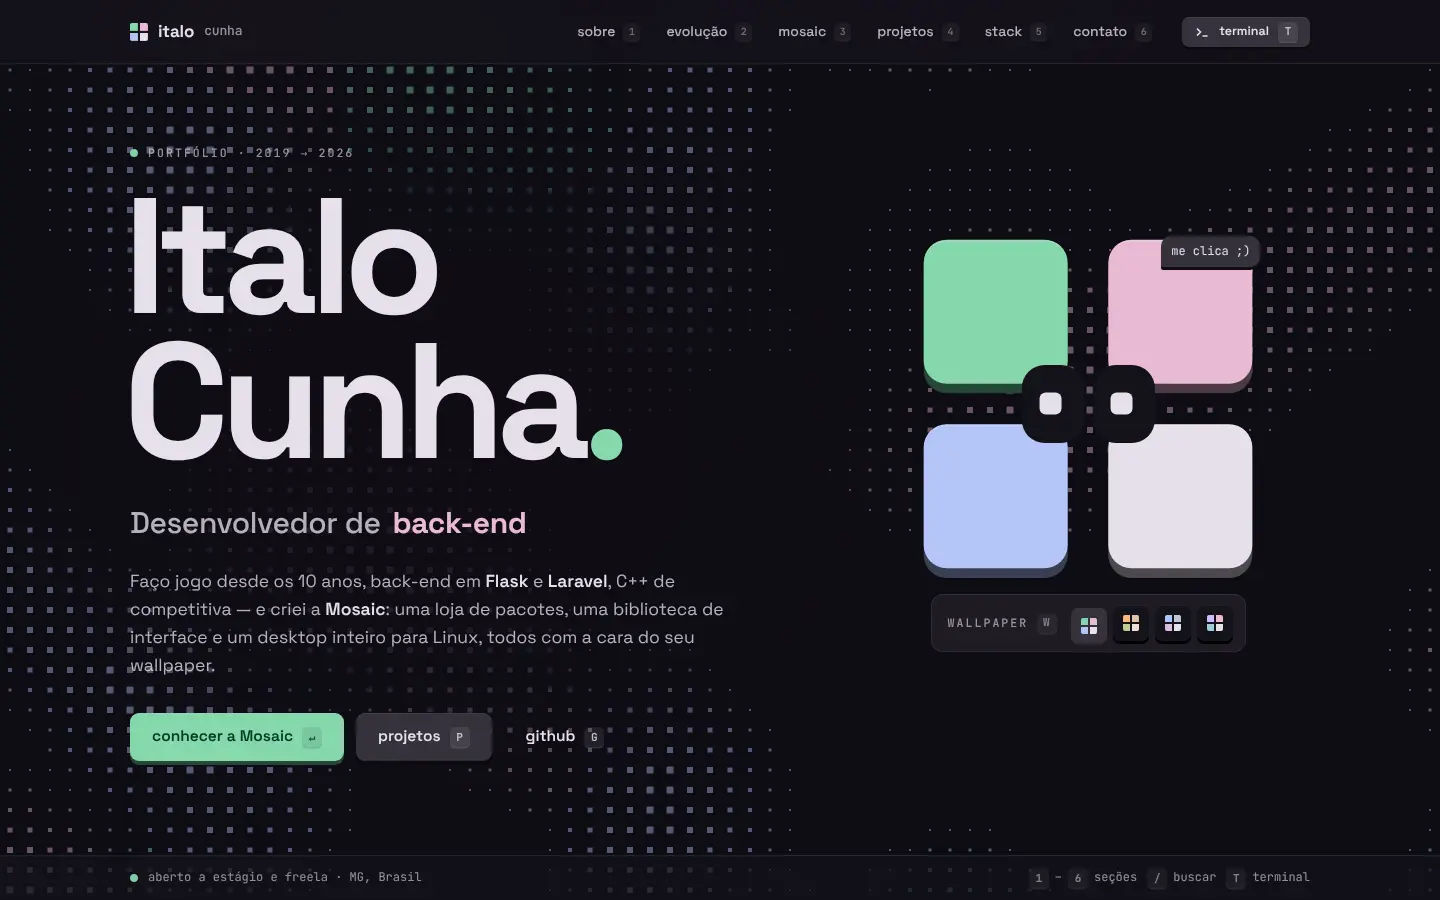 italo cunha
sobre 1 evolução 2 mosaic 3 projetos 4 stack 5 contato 6 >_ terminal T
PORTFÓLIO · 2019 → 2026
Italo
Cunha.
me clica ;)
Desenvolvedor de back-end
Faço jogo desde os 10 anos, back-end em Flask e Laravel, C++ de
competitiva — e criei a Mosaic: uma loja de pacotes, uma biblioteca de
interface e um desktop inteiro para Linux, todos com a cara do seu
wallpaper.
WALLPAPER W
conhecer a Mosaic ↵ projetos P github G
aberto a estágio e freela · MG, Brasil
1 – 6 seções / buscar T terminal